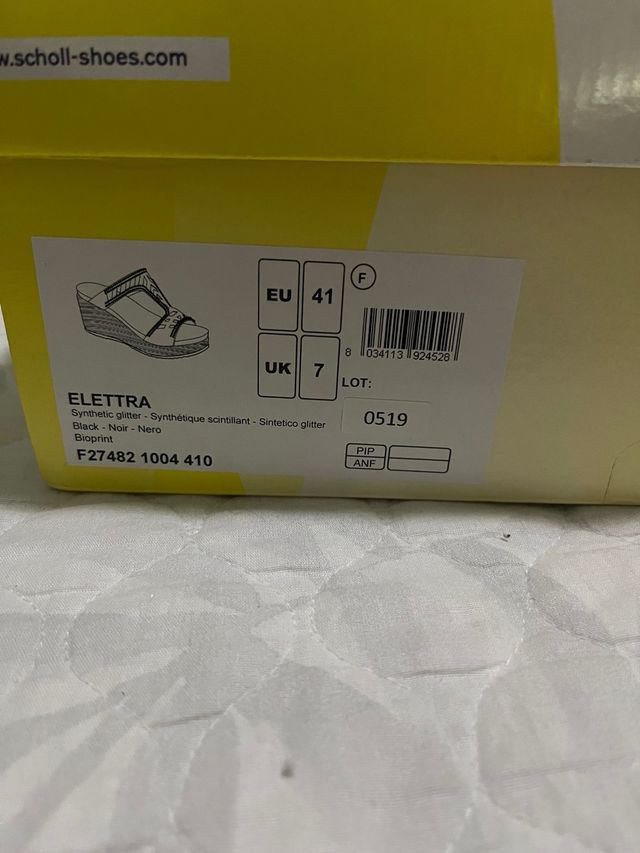 w.scholl-shoes.com
EU 41
F
UK 7
8 034113 924528
LOT:
0519
ELETTRA
Synthetic glitter - Synthétique scintillant - Sintetico glitter
Black - Noir - Nero
Bioprint
F27482 1004 410
PIP
ANF